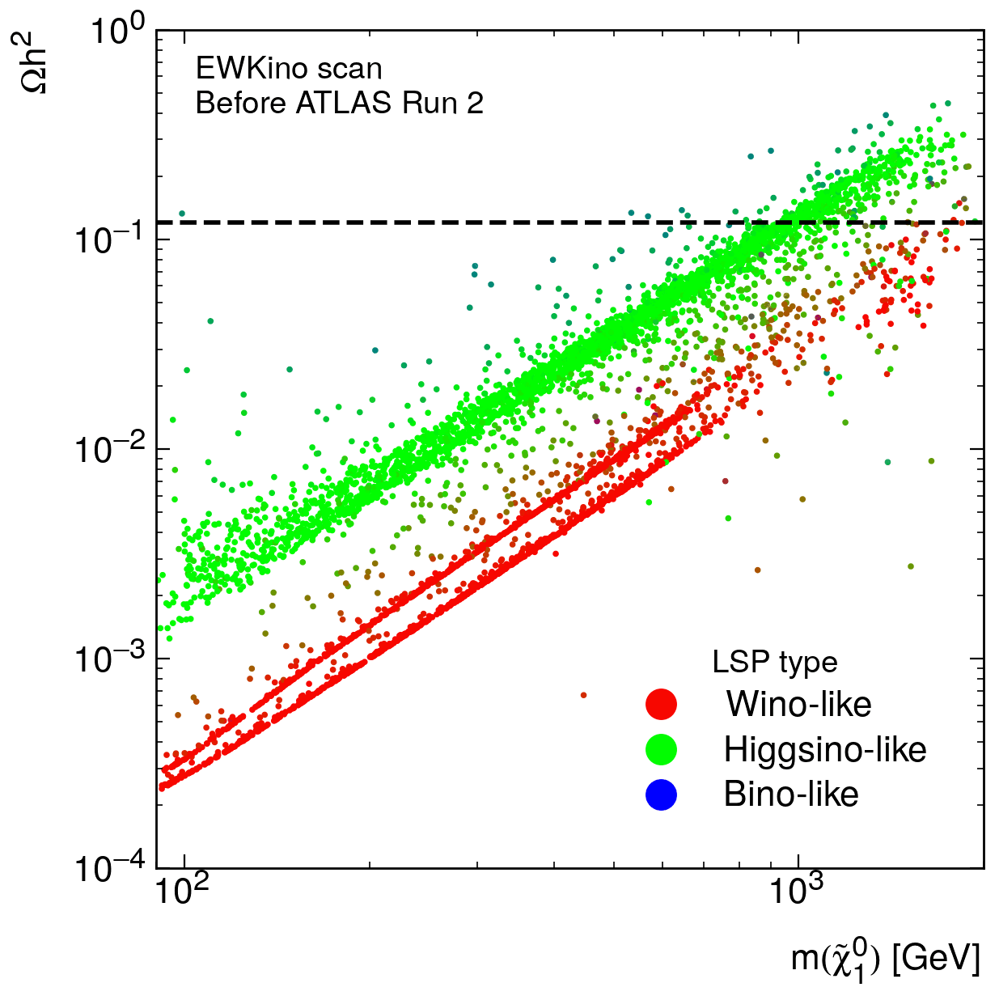 Ωh²
10⁰
10⁻¹
10⁻²
10⁻³
10⁻⁴
EWKino scan
Before ATLAS Run 2
LSP type
Wino-like
Higgsino-like
Bino-like
10²
10³
m(χ̃₁⁰) [GeV]